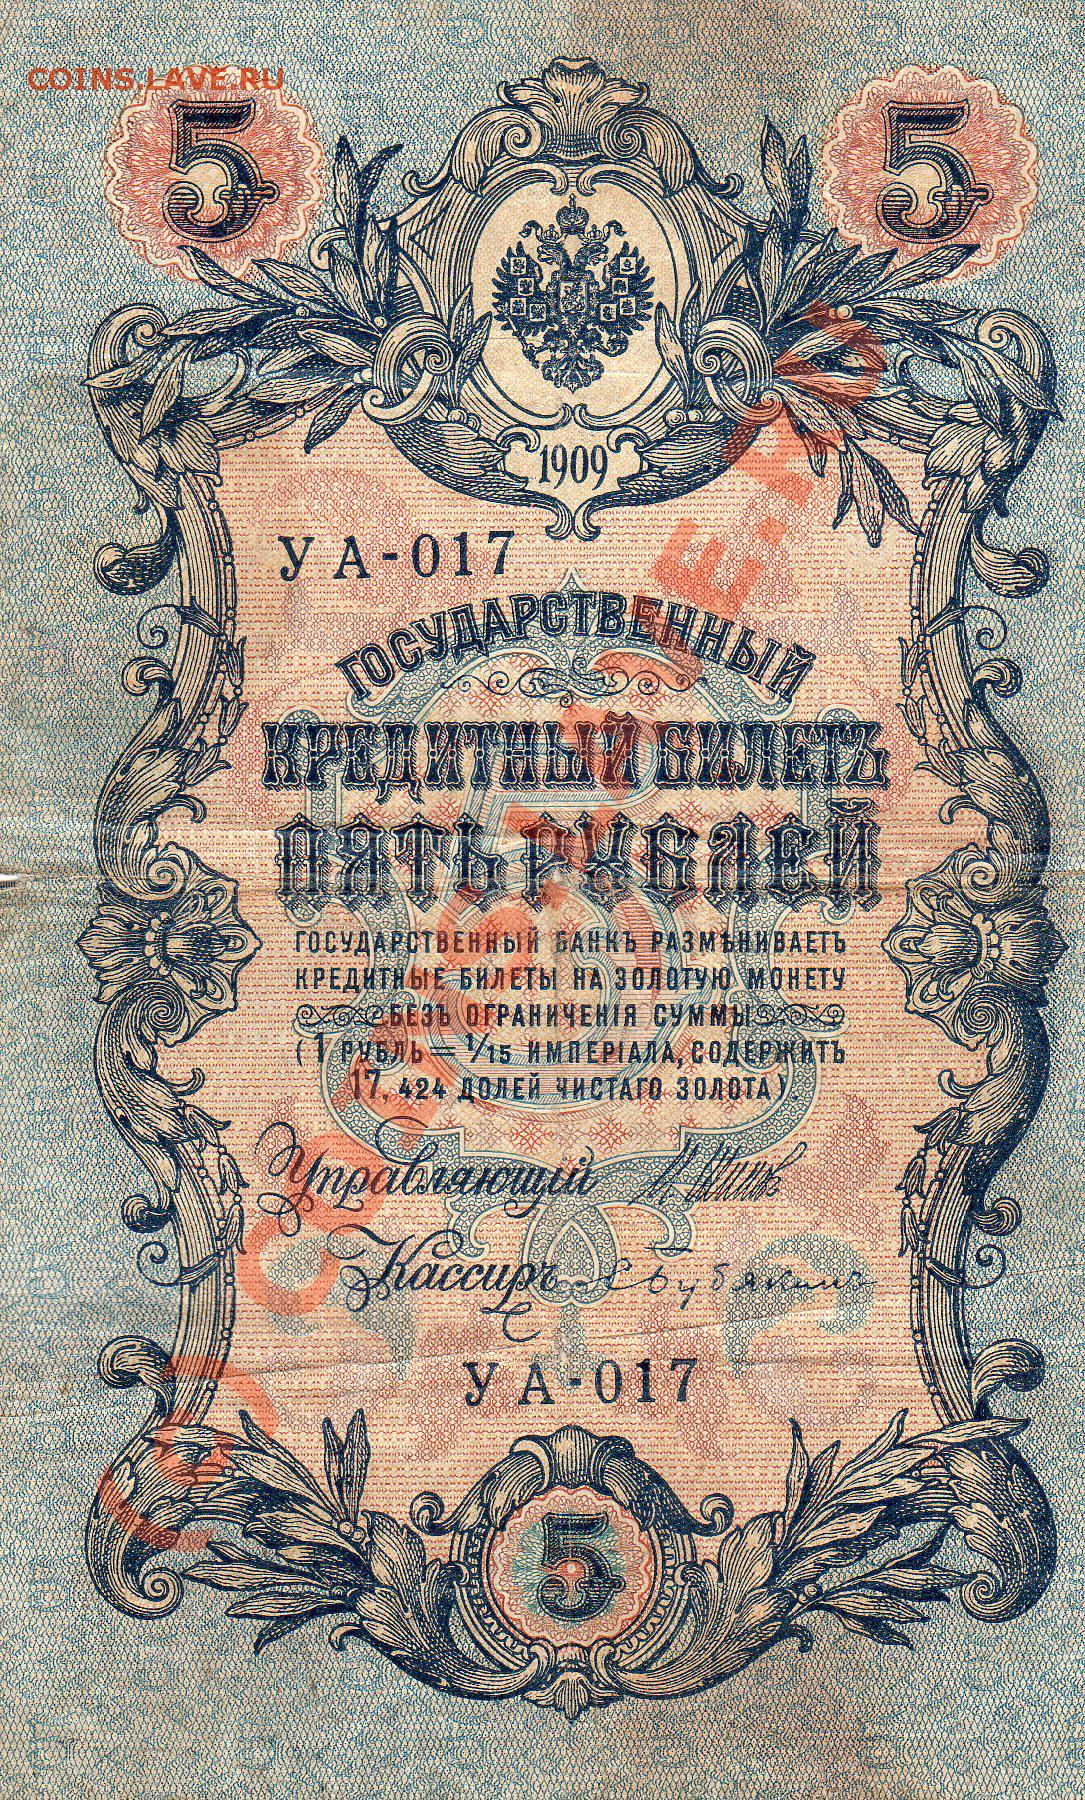 COINS.LAVE.RU
5 5
1909
УА-017
ГОСУДАРСТВЕННЫЙ
КРЕДИТНЫЙ БИЛЕТЪ
ПЯТЬ РУБЛЕЙ
ГОСУДАРСТВЕННЫЙ БАНКЪ РАЗМѢНИВАЕТЪ
КРЕДИТНЫЕ БИЛЕТЫ НА ЗОЛОТУЮ МОНЕТУ
БЕЗЪ ОГРАНИЧЕНІЯ СУММЫ
(1 РУБЛЬ = 1/15 ИМПЕРІАЛА, СОДЕРЖИТЪ
17, 424 ДОЛЕЙ ЧИСТАГО ЗОЛОТА).
Управляющій
Кассиръ
УА-017
5